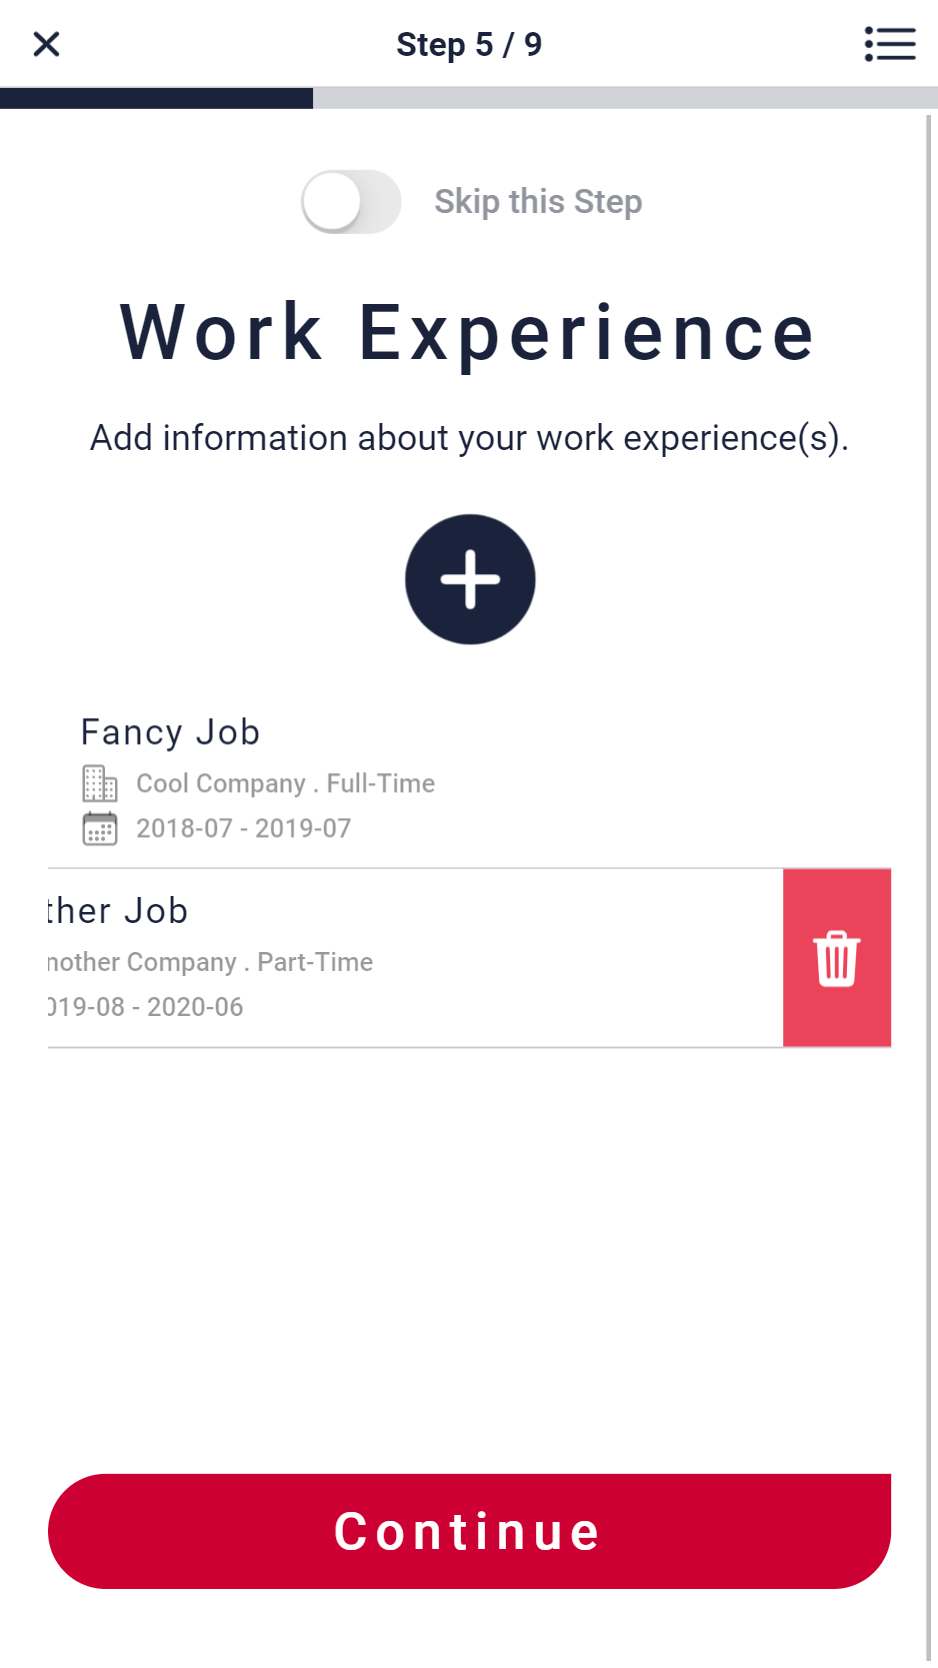 Step 5 / 9
Skip this Step
Work Experience
Add information about your work experience(s).
Fancy Job
Cool Company . Full-Time
2018-07 - 2019-07
ther Job
nother Company . Part-Time
019-08 - 2020-06
Continue